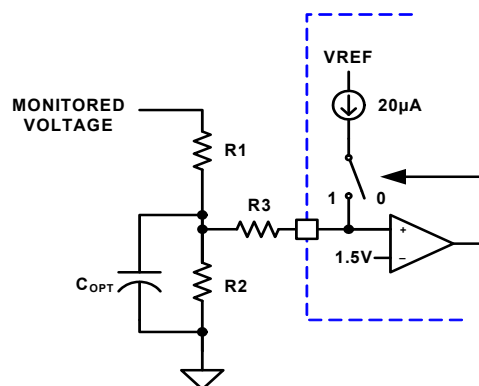 VREF
20μA
MONITORED
VOLTAGE
R1
1 0
R3
+
1.5V
–
COPT
R2